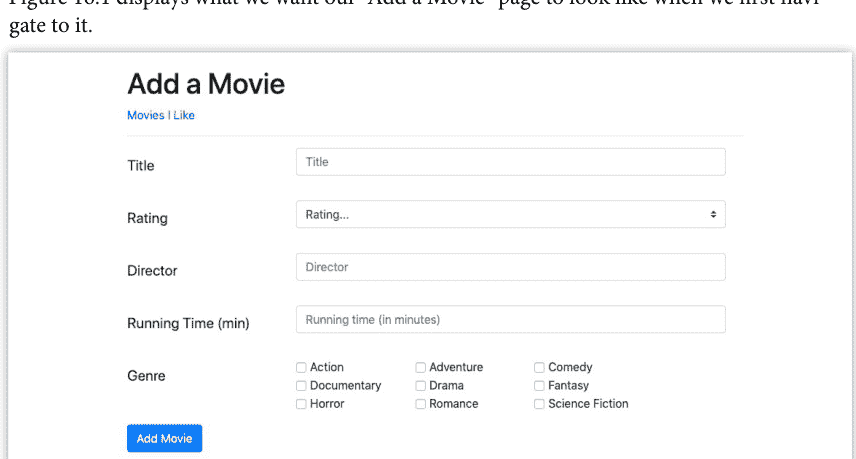 Figure 10.1 displays what we want our "Add a Movie" page to look like when we first navi
gate to it.
Add a Movie
Movies I Like
Title Title
Rating Rating...
Director Director
Running Time (min) Running time (in minutes)
Genre Action Adventure Comedy
Documentary Drama Fantasy
Horror Romance Science Fiction
Add Movie